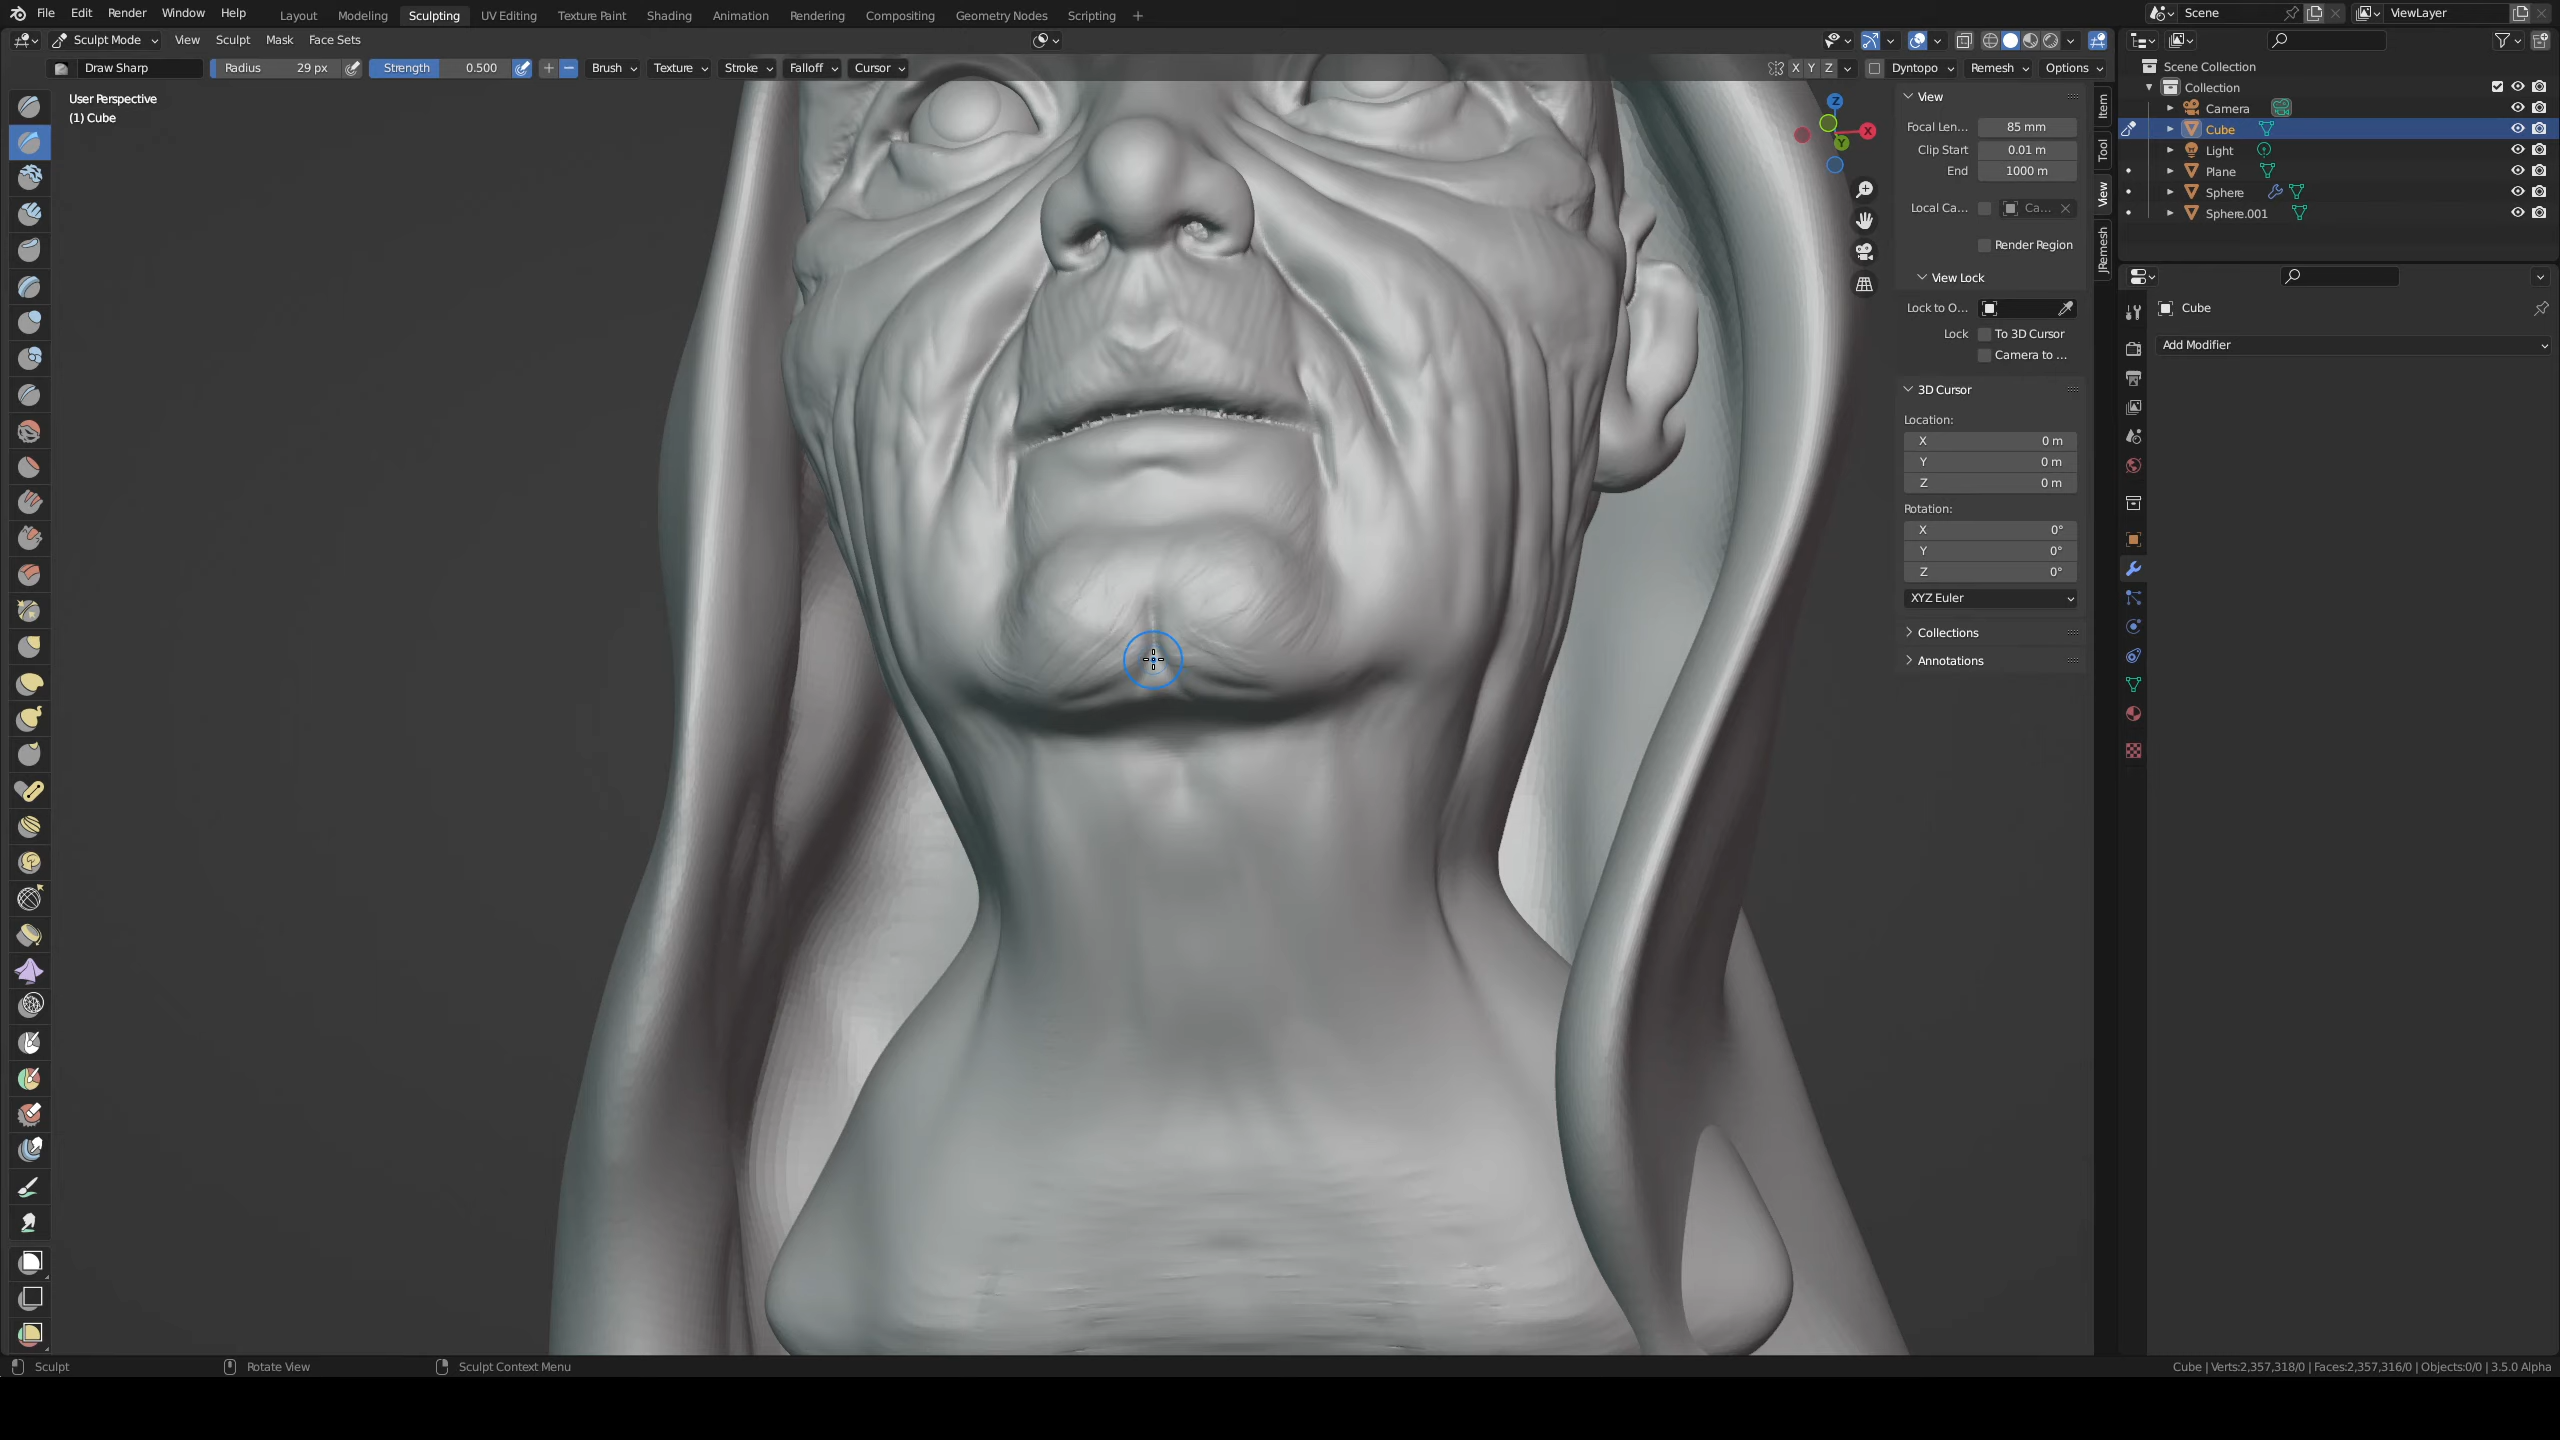 File Edit Render Window Help Layout Modeling Sculpting UV Editing Texture Paint Shading Animation Rendering Compositing Geometry Nodes Scripting + Scene ViewLayer
Sculpt Mode View Sculpt Mask Face Sets
Draw Sharp Radius 29 px Strength 0.500 + − Brush Texture Stroke Falloff Cursor X Y Z Dyntopo Remesh Options
User Perspective
(1) Cube
Z
X
Y
View
Focal Len... 85 mm
Clip Start 0.01 m
End 1000 m
Local Ca... Ca...
Render Region
View Lock
Lock to O...
Lock To 3D Cursor
Camera to ...
3D Cursor
Location:
X 0 m
Y 0 m
Z 0 m
Rotation:
X 0°
Y 0°
Z 0°
XYZ Euler
Collections
Annotations
Item
Tool
View
JRemesh
Scene Collection
Collection
Camera
Cube
Light
Plane
Sphere
Sphere.001
Cube
Add Modifier
Sculpt Rotate View Sculpt Context Menu Cube | Verts:2,357,318/0 | Faces:2,357,316/0 | Objects:0/0 | 3.5.0 Alpha